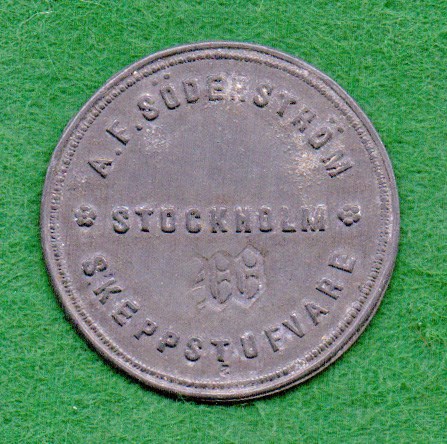 A. F. SÖDERSTRÖM
STOCKHOLM
SKEPPSTUFVARE